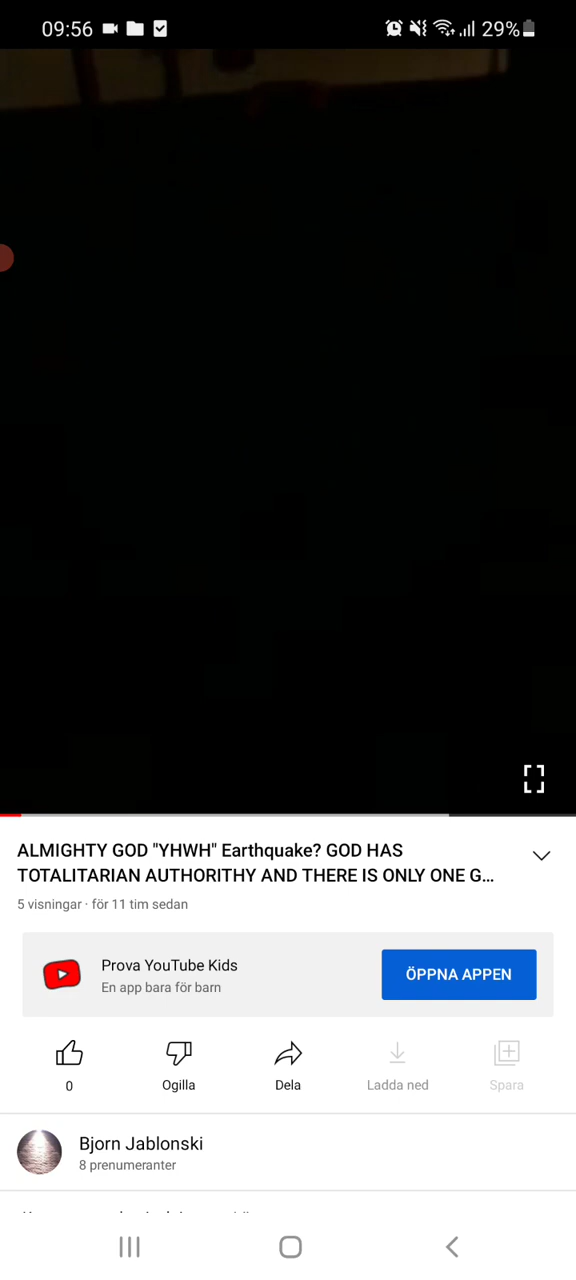 09:56
29%
ALMIGHTY GOD "YHWH" Earthquake? GOD HAS
TOTALITARIAN AUTHORITHY AND THERE IS ONLY ONE G...
5 visningar · för 11 tim sedan
Prova YouTube Kids
En app bara för barn
ÖPPNA APPEN
0
Ogilla
Dela
Ladda ned
Spara
Bjorn Jablonski
8 prenumeranter